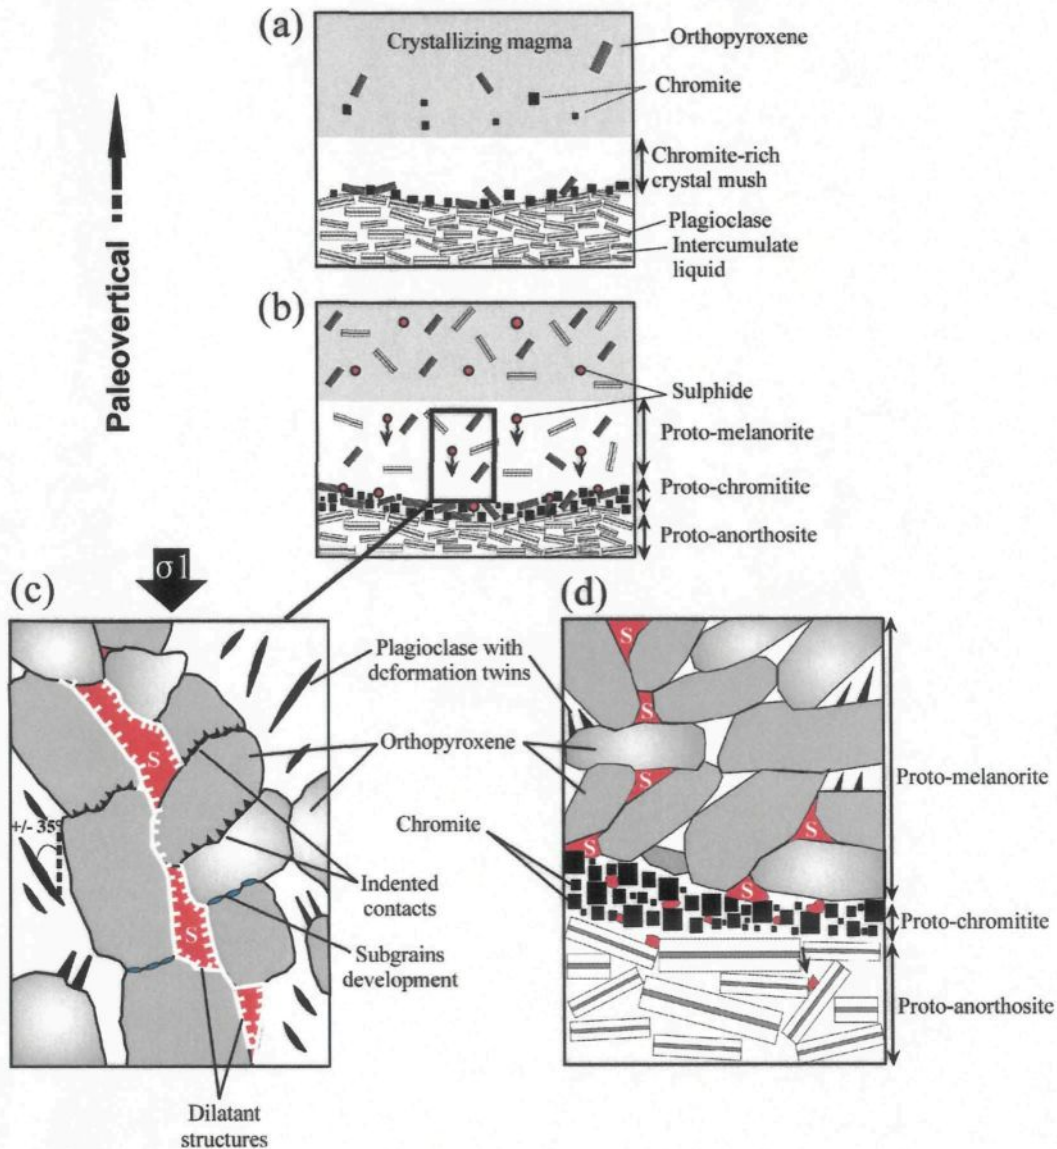 (a)
Crystallizing magma
Orthopyroxene
Chromite
Chromite-rich
crystal mush
Plagioclase
Intercumulate
liquid
Paleovertical
(b)
Sulphide
Proto-melanorite
Proto-chromitite
Proto-anorthosite
σ1
(c)
(d)
Plagioclase with
deformation twins
Orthopyroxene
Chromite
Indented
contacts
Subgrains
development
Dilatant
structures
+/- 35°
S
S
S
S
S
S
S
S
Proto-melanorite
Proto-chromitite
Proto-anorthosite